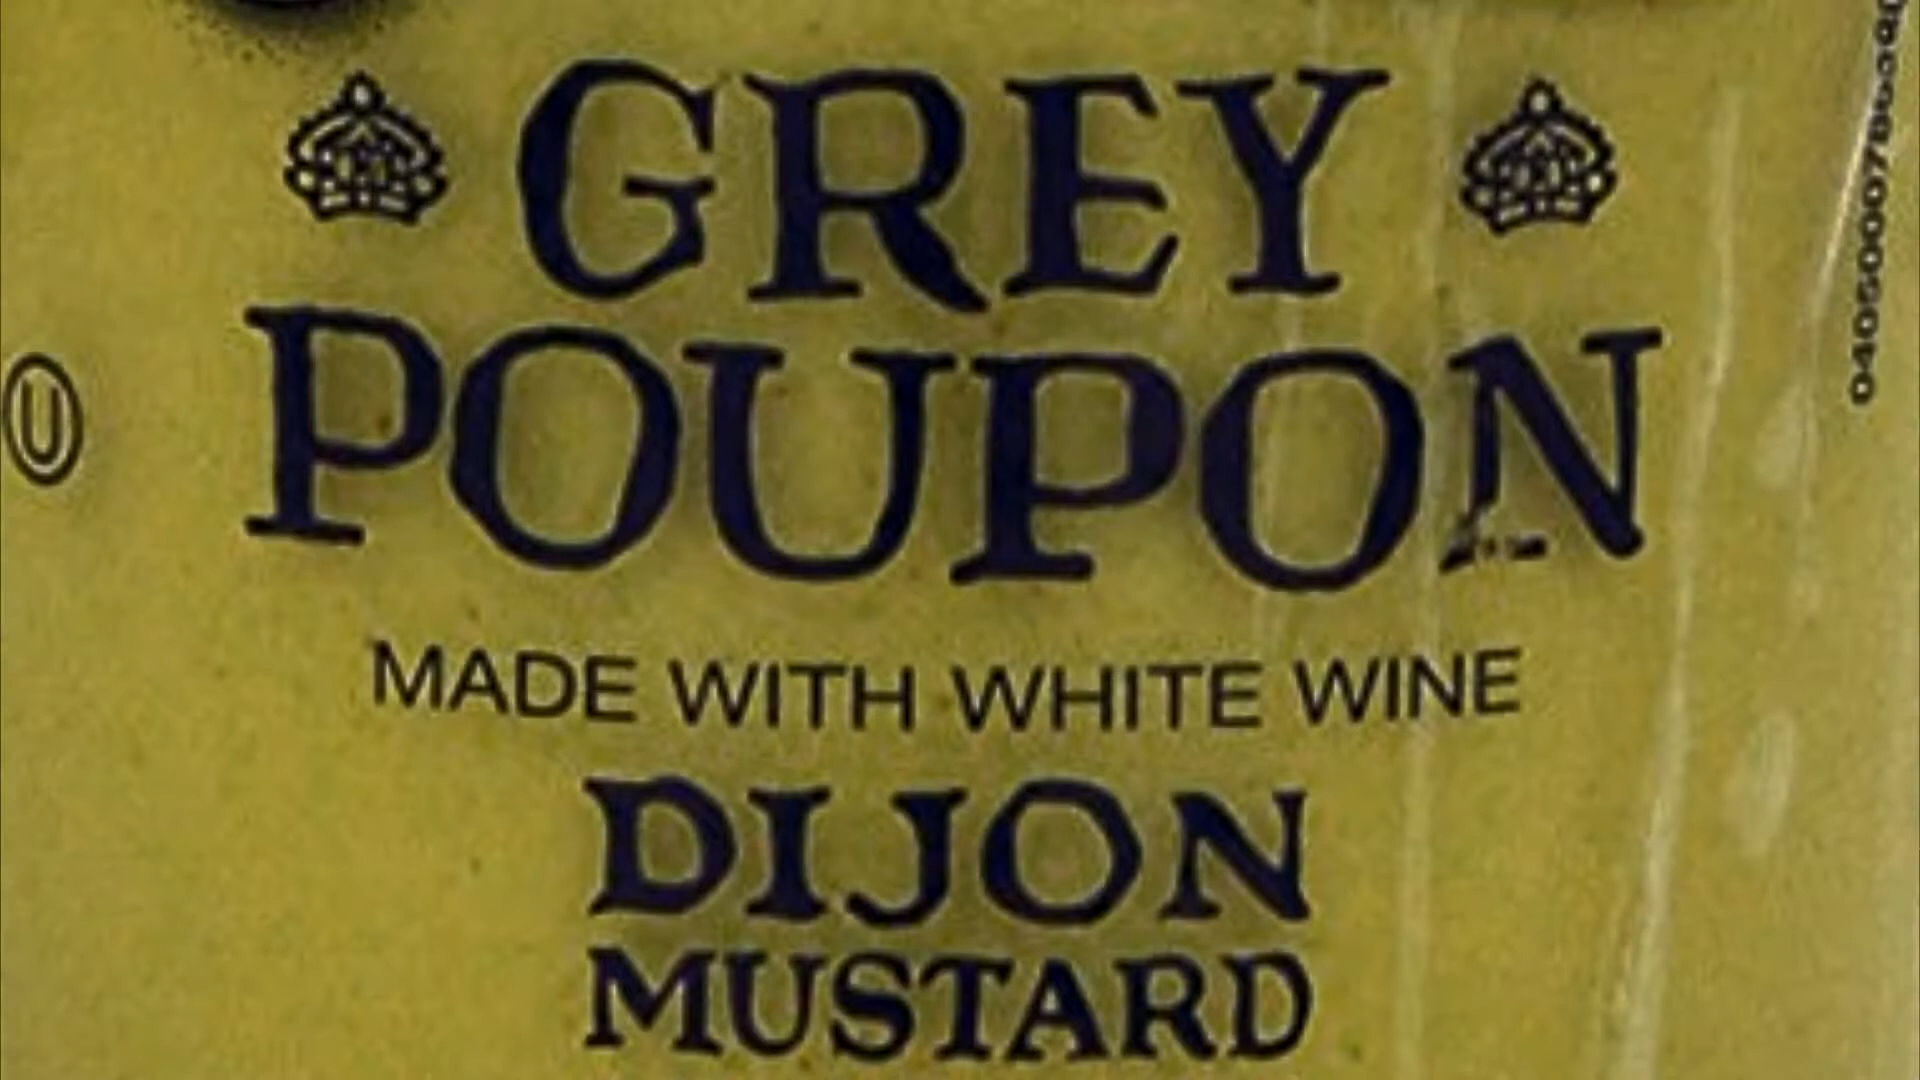 GREY
POUPON
MADE WITH WHITE WINE
DIJON
MUSTARD
U